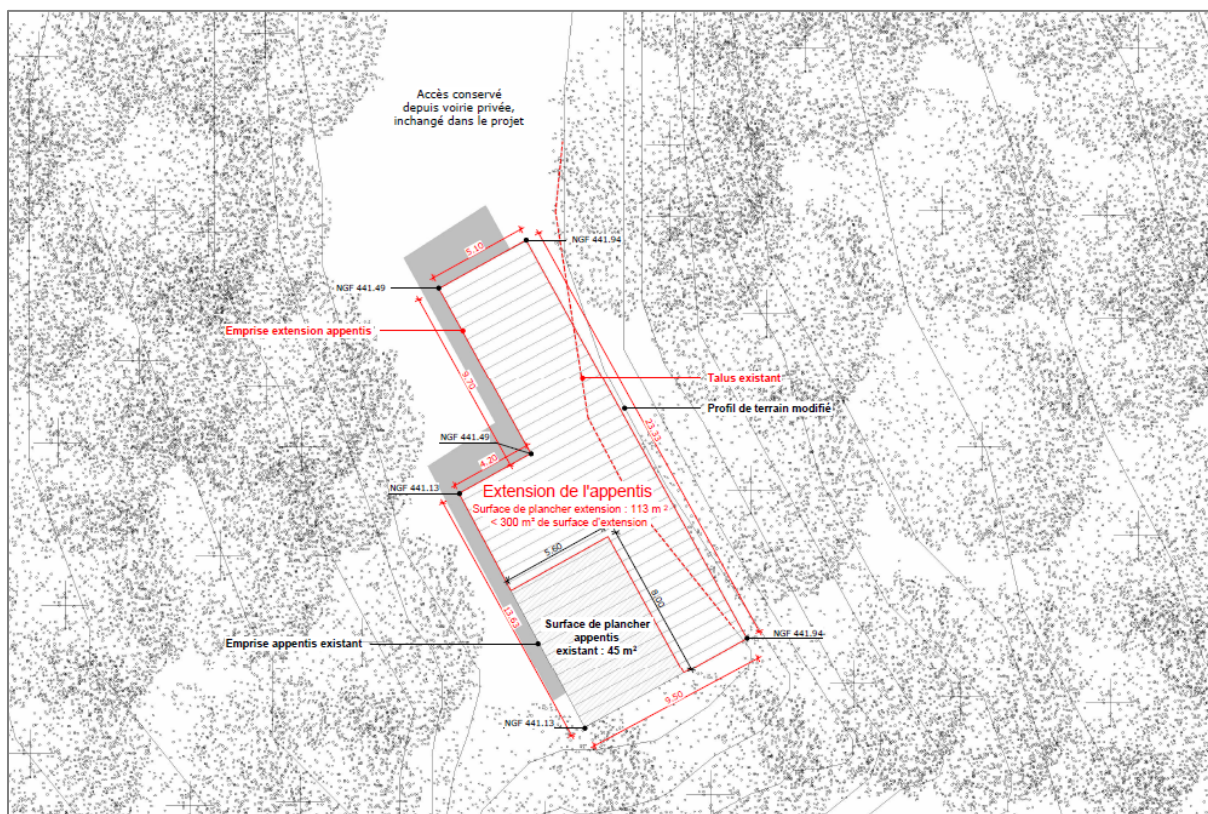 Accès conservé
depuis voirie privée,
inchangé dans le projet
5.10
NGF 441.94
NGF 441.49
Emprise extension appentis
9.70
Talus existant
Profil de terrain modifié
23.33
NGF 441.49
4.20
NGF 441.13
Extension de l'appentis
Surface de plancher extension : 113 m ²
< 300 m² de surface d'extension
5.60
8.00
13.63
Surface de plancher
appentis
existant : 45 m²
Emprise appentis existant
NGF 441.94
9.50
NGF 441.13